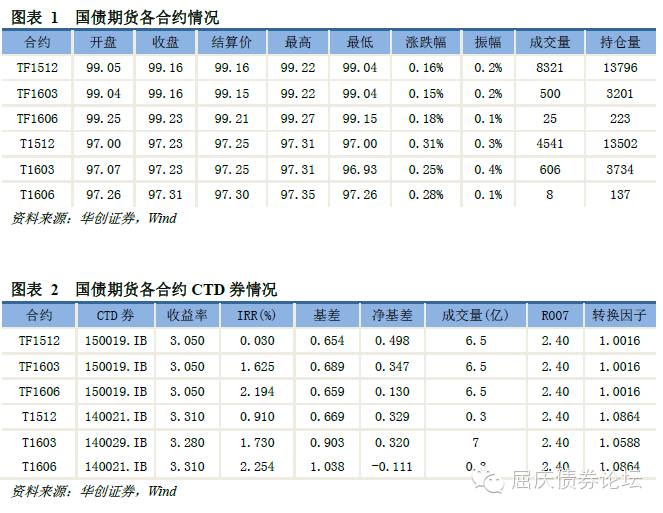 图表 1 国债期货各合约情况
合约 开盘 收盘 结算价 最高 最低 涨跌幅 振幅 成交量 持仓量
TF1512 99.05 99.16 99.16 99.22 99.04 0.16% 0.2% 8321 13796
TF1603 99.04 99.16 99.15 99.22 99.04 0.15% 0.2% 500 3201
TF1606 99.25 99.23 99.21 99.27 99.15 0.18% 0.1% 25 223
T1512 97.00 97.23 97.25 97.31 97.00 0.31% 0.3% 4541 13502
T1603 97.07 97.23 97.25 97.31 96.93 0.25% 0.4% 606 3734
T1606 97.26 97.31 97.30 97.35 97.26 0.28% 0.1% 8 137
资料来源：华创证券，Wind
图表 2 国债期货各合约 CTD 券情况
合约 CTD 券 收益率 IRR(%) 基差 净基差 成交量(亿) R007 转换因子
TF1512 150019.IB 3.050 0.030 0.654 0.498 6.5 2.40 1.0016
TF1603 150019.IB 3.050 1.625 0.689 0.347 6.5 2.40 1.0016
TF1606 150019.IB 3.050 2.194 0.659 0.130 6.5 2.40 1.0016
T1512 140021.IB 3.310 0.910 0.669 0.329 0.3 2.40 1.0864
T1603 140029.IB 3.280 1.730 0.903 0.320 7 2.40 1.0588
T1606 140021.IB 3.310 2.254 1.038 -0.111 0.3 2.40 1.0864
资料来源：华创证券，Wind
屈庆债券论坛